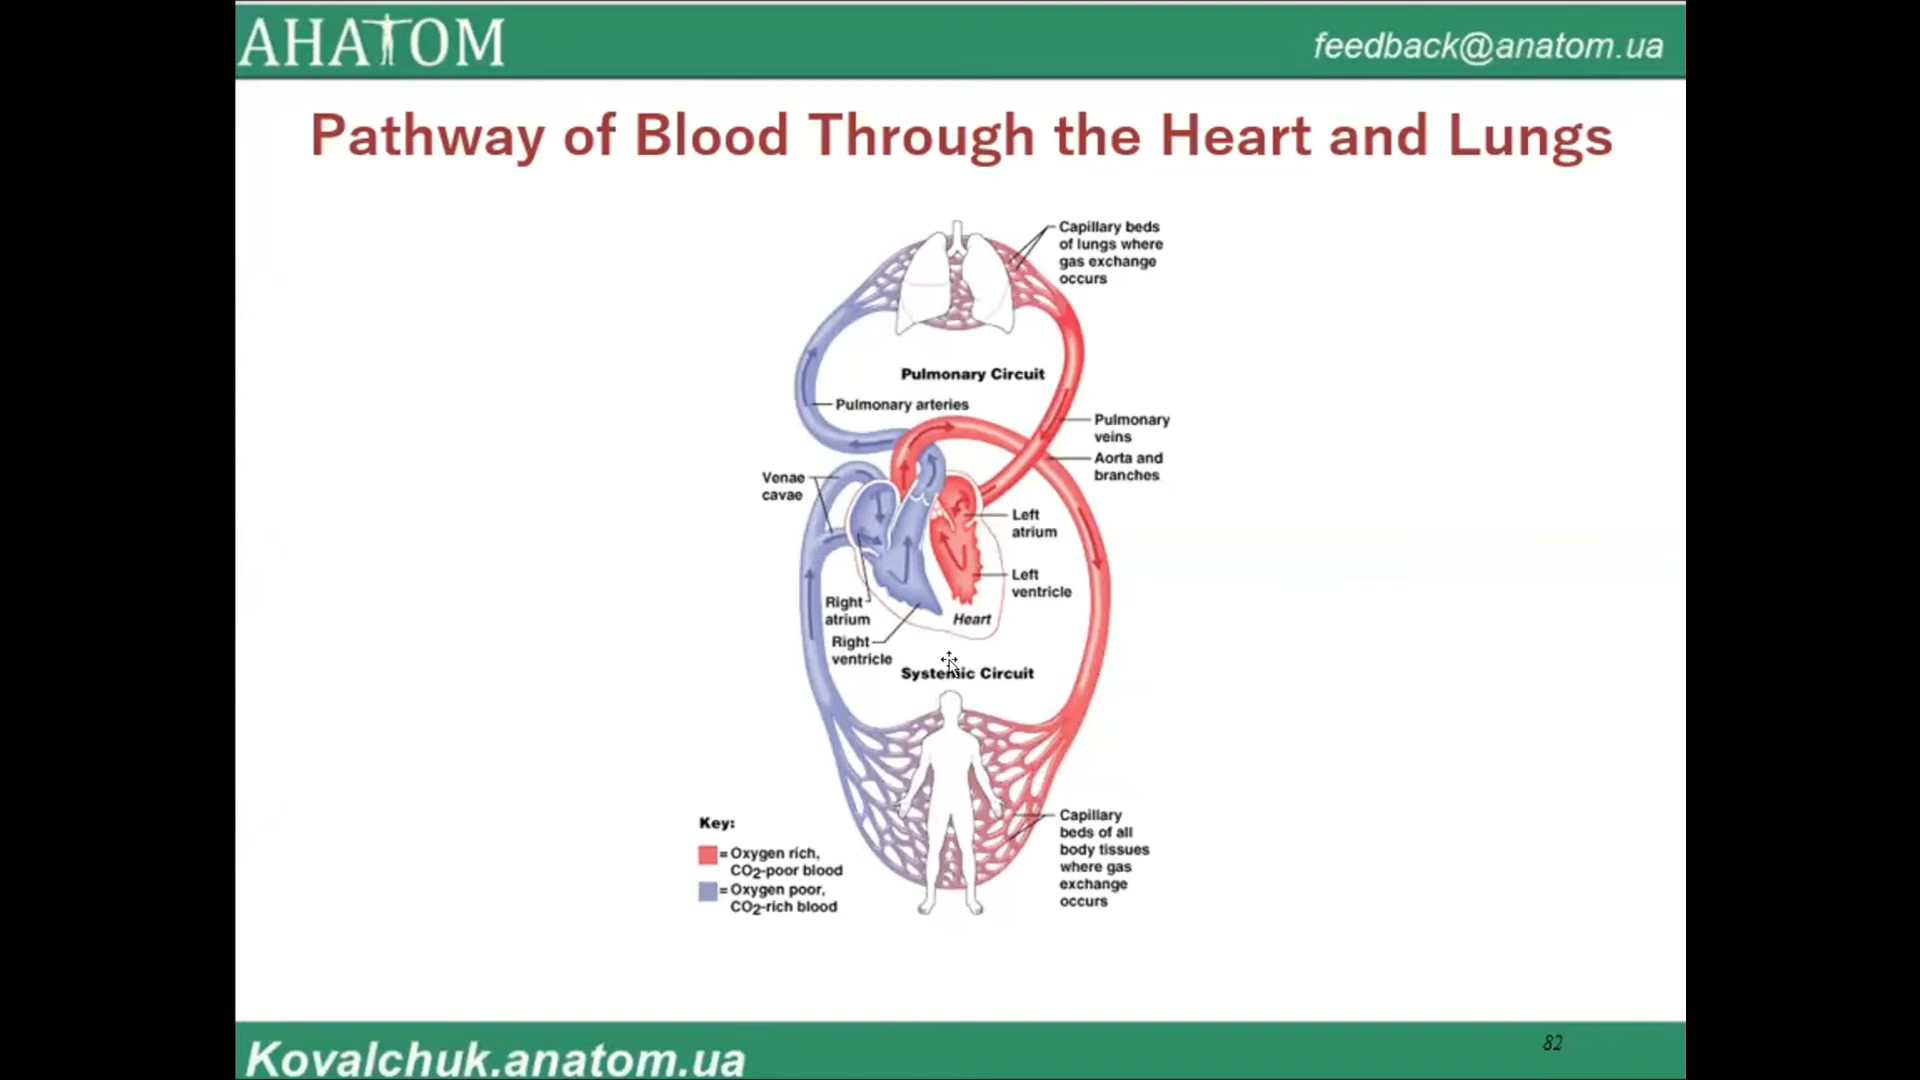 АНАТОМ
feedback@anatom.ua
Pathway of Blood Through the Heart and Lungs
Capillary beds
of lungs where
gas exchange
occurs
Pulmonary Circuit
Pulmonary arteries
Pulmonary
veins
Aorta and
branches
Venae
cavae
Left
atrium
Left
ventricle
Right
atrium
Heart
Right
ventricle
Systemic Circuit
Key:
= Oxygen rich,
CO2-poor blood
= Oxygen poor,
CO2-rich blood
Capillary
beds of all
body tissues
where gas
exchange
occurs
Kovalchuk.anatom.ua
82